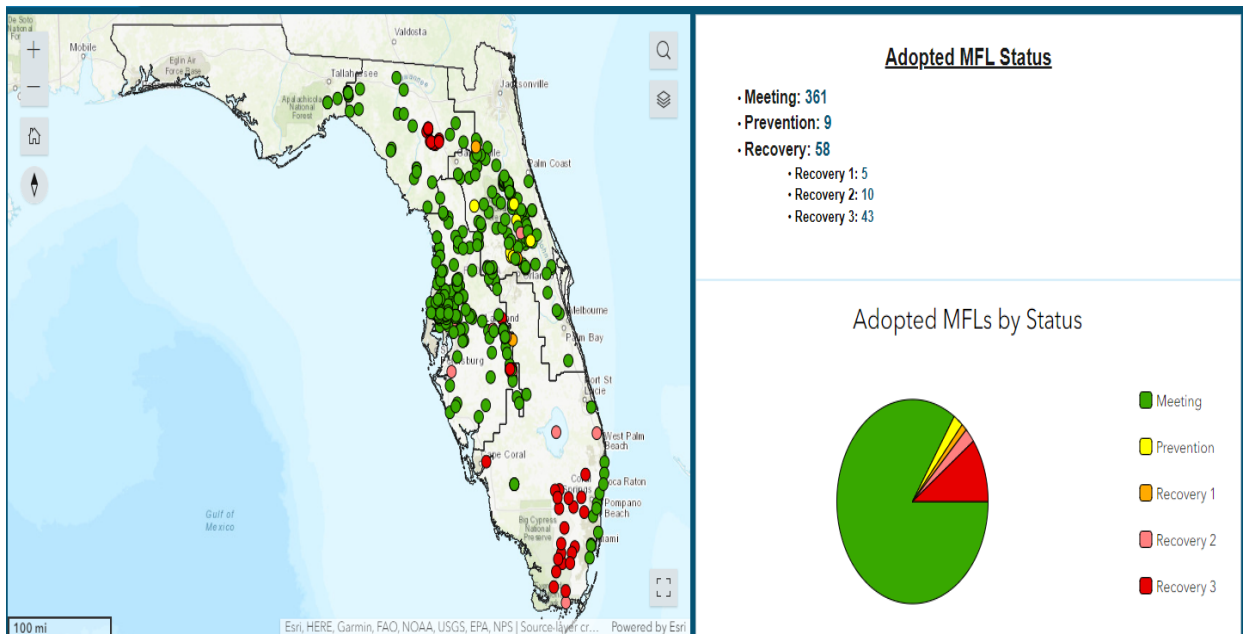 De Soto
National
Mobile
Eglin Air
Force Base
Valdosta
Tallahassee
Apalachicola
National
Forest
Jacksonville
Palm Coast
Melbourne
Palm Bay
Port St
Lucie
West Palm
Beach
Cape Coral
Boca Raton
Pompano
Beach
Big Cypress
National
Preserve
Gulf of
Mexico
100 mi
Esri, HERE, Garmin, FAO, NOAA, USGS, EPA, NPS | Source-layer cr...
Powered by Esri
Adopted MFL Status
• Meeting: 361
• Prevention: 9
• Recovery: 58
• Recovery 1: 5
• Recovery 2: 10
• Recovery 3: 43
Adopted MFLs by Status
Meeting
Prevention
Recovery 1
Recovery 2
Recovery 3